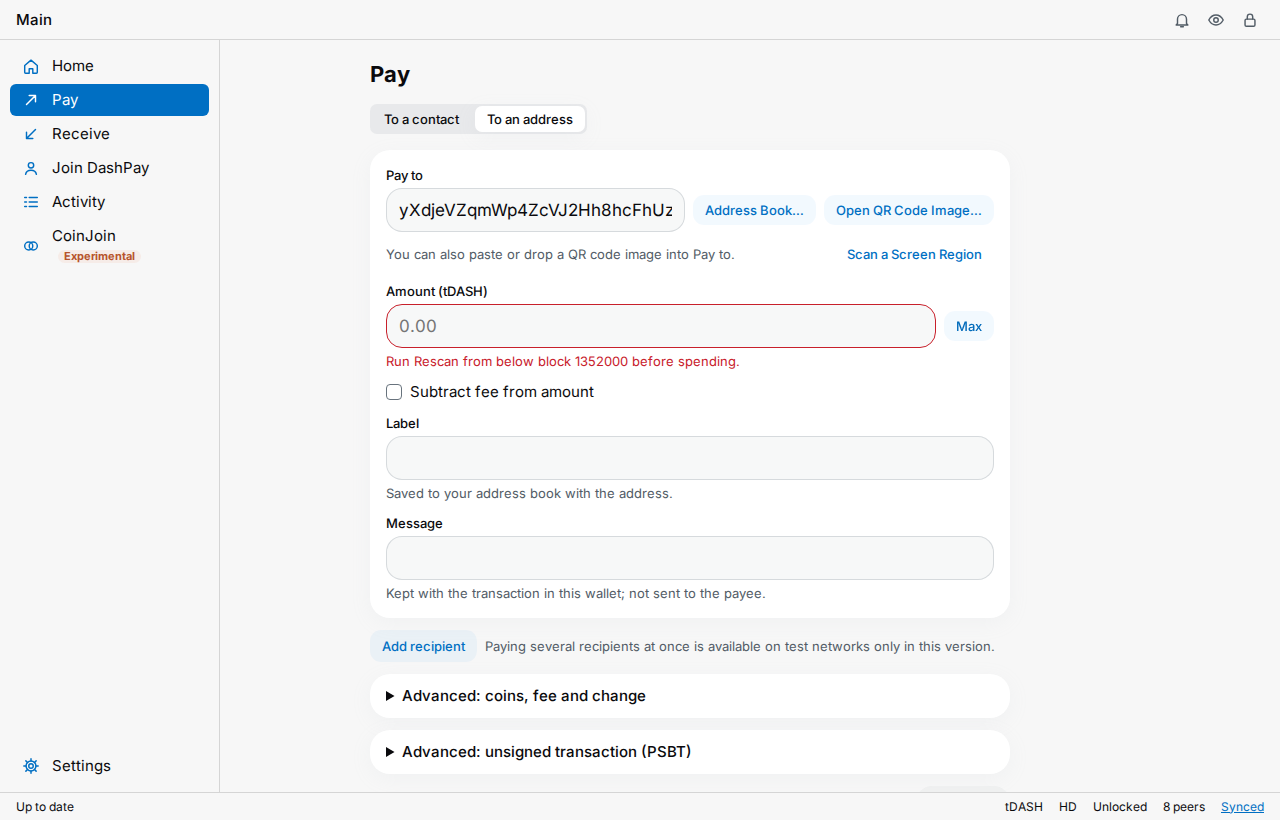 Main
Home
Pay
Receive
Join DashPay
Activity
CoinJoin
Experimental
Settings
Pay
To a contact
To an address
Pay to
yXdjeVZqmWp4ZcVJ2Hh8hcFhUz
Address Book...
Open QR Code Image...
You can also paste or drop a QR code image into Pay to.
Scan a Screen Region
Amount (tDASH)
0.00
Max
Run Rescan from below block 1352000 before spending.
Subtract fee from amount
Label
Saved to your address book with the address.
Message
Kept with the transaction in this wallet; not sent to the payee.
Add recipient
Paying several recipients at once is available on test networks only in this version.
Advanced: coins, fee and change
Advanced: unsigned transaction (PSBT)
Up to date
tDASH
HD
Unlocked
8 peers
Synced